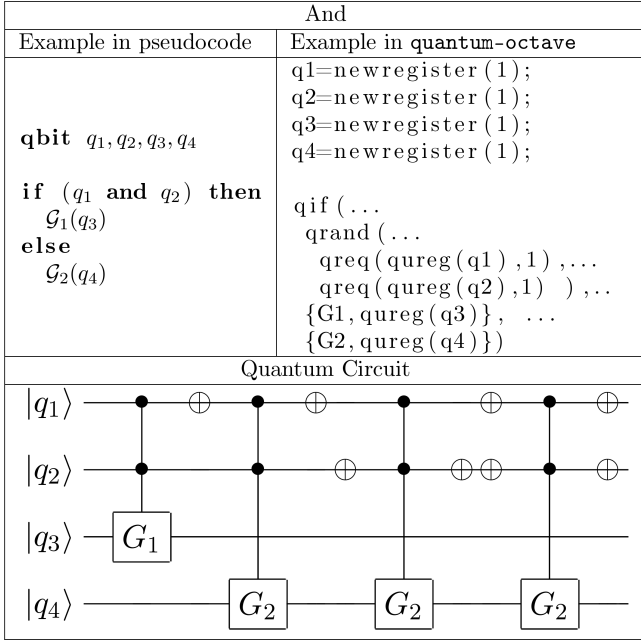 And
Example in pseudocode
Example in quantum-octave
qbit q₁, q₂, q₃, q₄
if (q₁ and q₂) then
𝒢₁(q₃)
else
𝒢₂(q₄)
q1=newregister(1);
q2=newregister(1);
q3=newregister(1);
q4=newregister(1);
qif(...
qrand(...
qreq(qureg(q1),1),...
qreq(qureg(q2),1) ),..
{G1,qureg(q3)}, ...
{G2,qureg(q4)})
Quantum Circuit
|q₁⟩
|q₂⟩
|q₃⟩ G₁
|q₄⟩ G₂ G₂ G₂